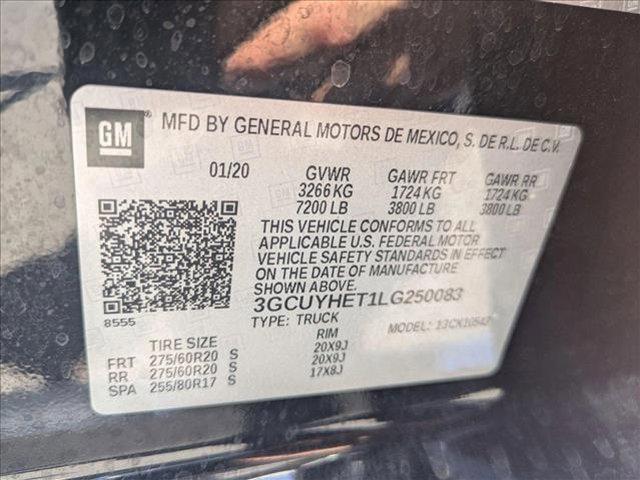 GM® MFD BY GENERAL MOTORS DE MEXICO, S. DE R.L. DE C.V.
01/20 GVWR GAWR FRT GAWR RR
3266 KG 1724 KG 1724 KG
7200 LB 3800 LB 3800 LB
THIS VEHICLE CONFORMS TO ALL
APPLICABLE U.S. FEDERAL MOTOR
VEHICLE SAFETY STANDARDS IN EFFECT
ON THE DATE OF MANUFACTURE
SHOWN ABOVE.
3GCUYHET1LG250083
8555 TYPE: TRUCK MODEL: 13CK10543
TIRE SIZE RIM
FRT 275/60R20 S 20X9J
RR 275/60R20 S 20X9J
SPA 255/80R17 S 17X8J